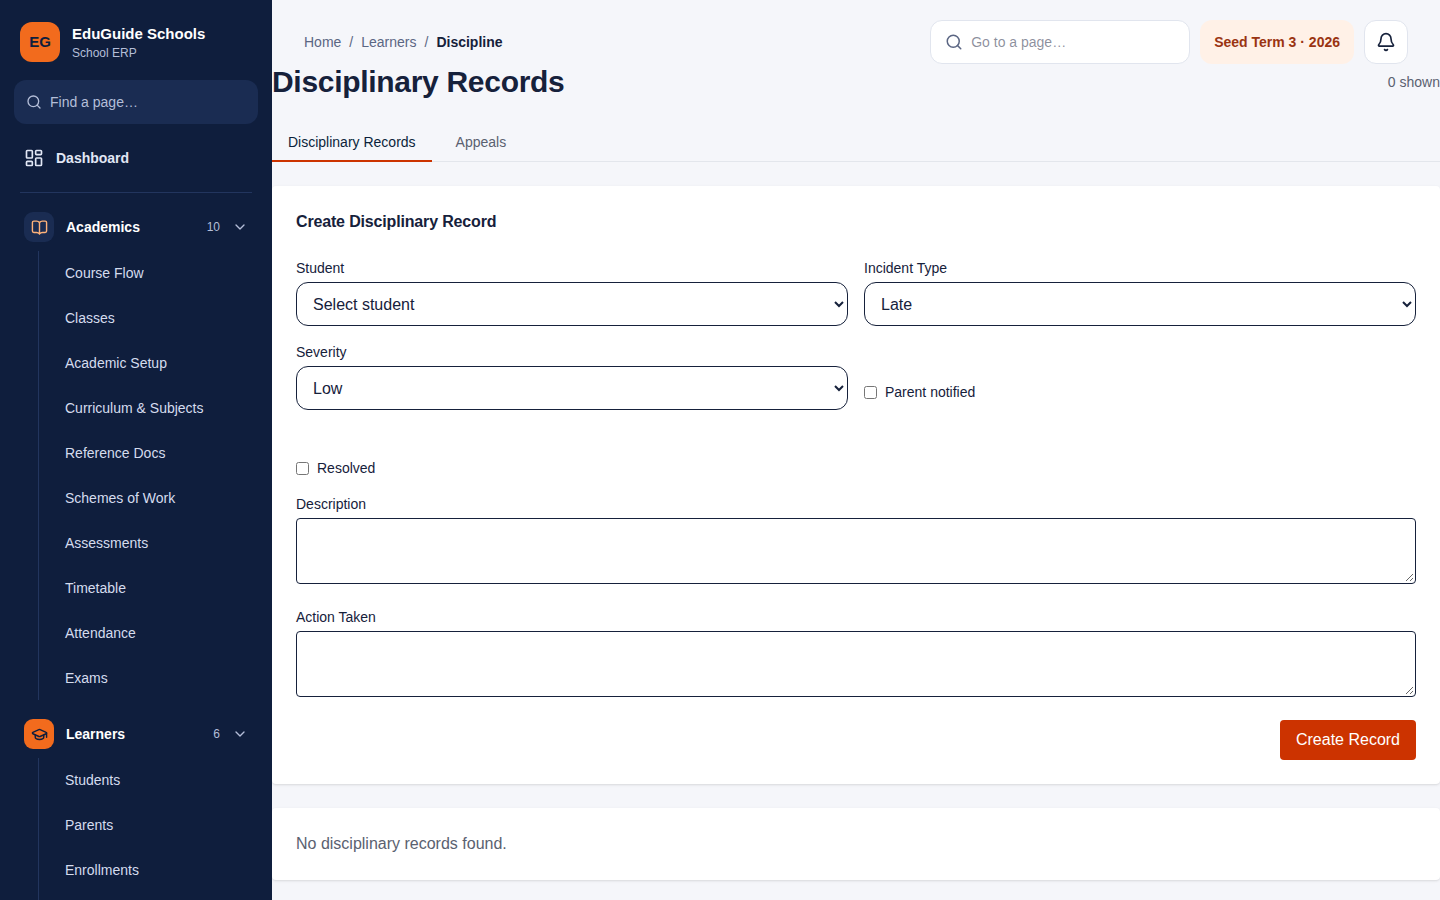 EG
EduGuide Schools
School ERP
Find a page…
Dashboard
Academics 10
Course Flow
Classes
Academic Setup
Curriculum & Subjects
Reference Docs
Schemes of Work
Assessments
Timetable
Attendance
Exams
Learners 6
Students
Parents
Enrollments
Home / Learners / Discipline
Go to a page…
Seed Term 3 · 2026
Disciplinary Records
0 shown
Disciplinary Records Appeals
Create Disciplinary Record
Student Incident Type
Select student Late
Severity
Low
Parent notified
Resolved
Description
Action Taken
Create Record
No disciplinary records found.